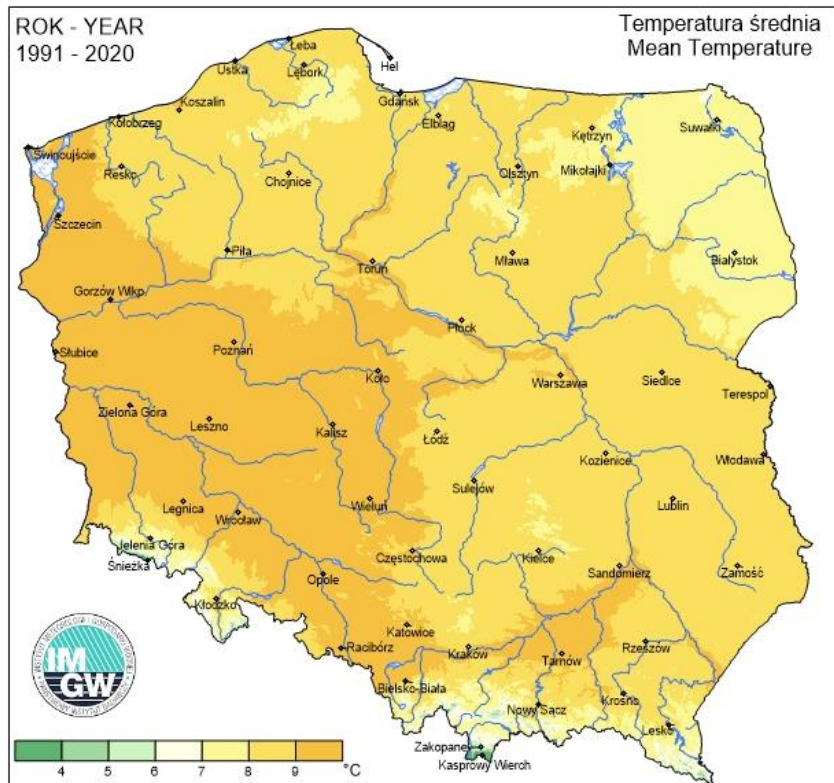 ROK - YEAR
1991 - 2020
Temperatura średnia
Mean Temperature
Łeba
Ustka
Lębork
Hel
Koszalin
Gdańsk
Kołobrzeg
Elbląg
Kętrzyn
Suwałki
Świnoujście
Resko
Chojnice
Olsztyn
Mikołajki
Szczecin
Piła
Toruń
Mława
Białystok
Gorzów Wlkp.
Płock
Słubice
Poznań
Koło
Warszawa
Siedlce
Terespol
Zielona Góra
Leszno
Kalisz
Łódź
Kozienice
Włodawa
Sulejów
Legnica
Wrocław
Wieluń
Lublin
Jelenia Góra
Śnieżka
Częstochowa
Kielce
Sandomierz
Zamość
Opole
Kłodzko
Katowice
Racibórz
Kraków
Tarnów
Rzeszów
Bielsko-Biała
Nowy Sącz
Krosno
Lesko
Zakopane
Kasprowy Wierch
IM
GW
4 5 6 7 8 9 °C